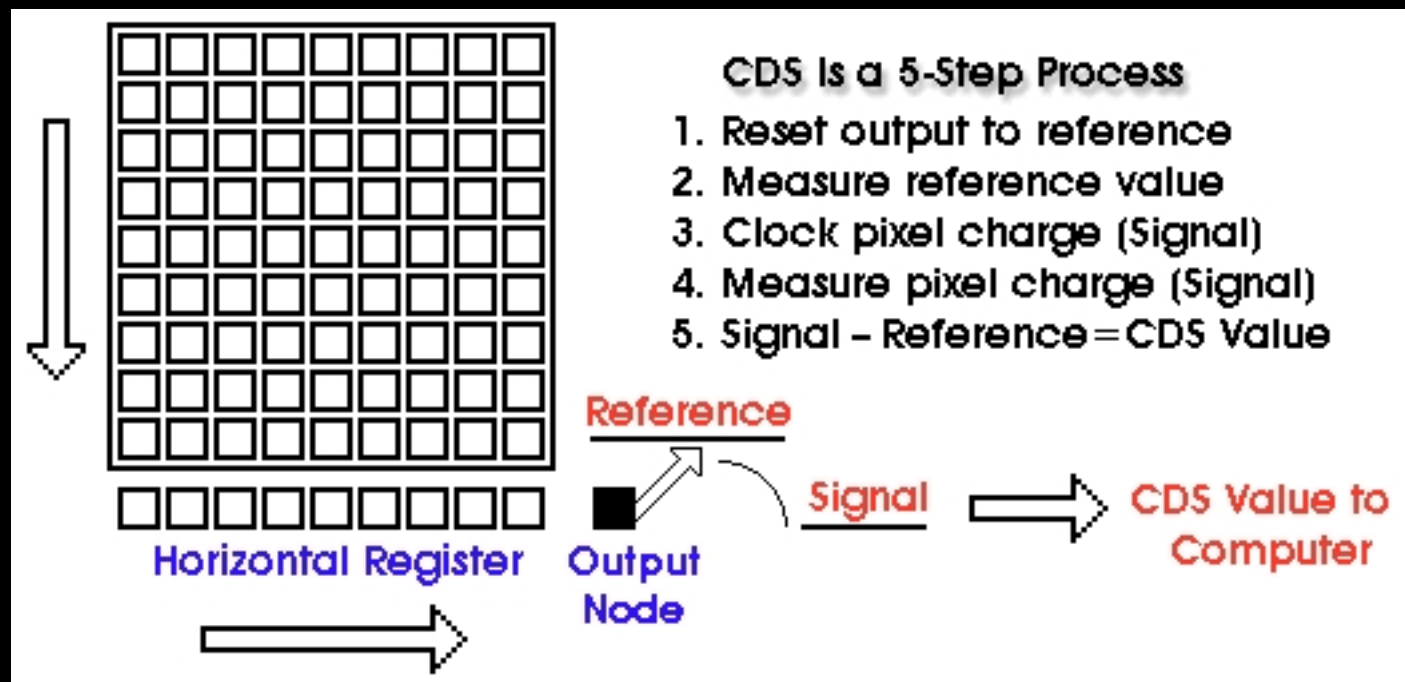 CDS is a 5-Step Process
1. Reset output to reference
2. Measure reference value
3. Clock pixel charge (Signal)
4. Measure pixel charge (Signal)
5. Signal – Reference=CDS Value
Reference
Signal
CDS Value to
Computer
Horizontal Register
Output
Node